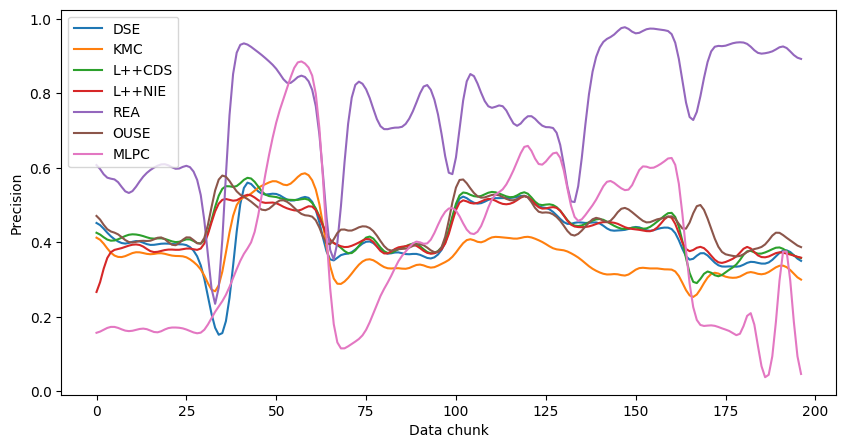 1.0
0.8
0.6
0.4
0.2
0.0
Precision
DSE
KMC
L++CDS
L++NIE
REA
OUSE
MLPC
0 25 50 75 100 125 150 175 200
Data chunk